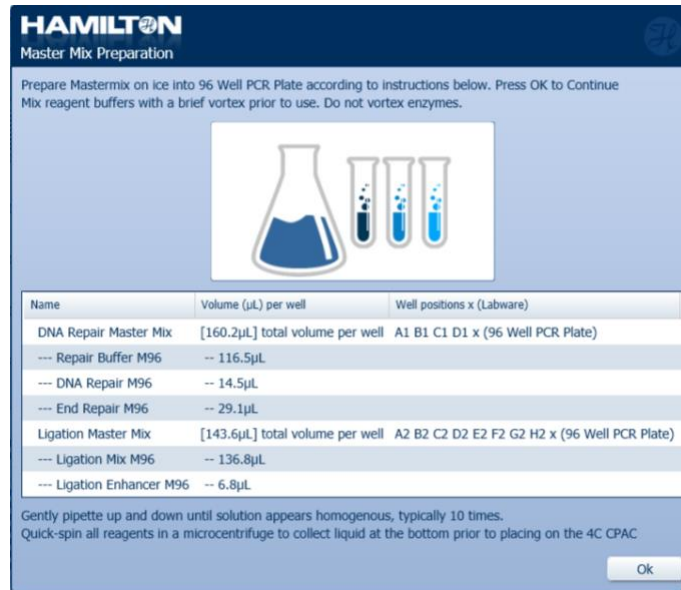 HAMILTON
Master Mix Preparation
Prepare Mastermix on ice into 96 Well PCR Plate according to instructions below. Press OK to Continue
Mix reagent buffers with a brief vortex prior to use. Do not vortex enzymes.
Name Volume (µL) per well Well positions x (Labware)
DNA Repair Master Mix [160.2µL] total volume per well A1 B1 C1 D1 x (96 Well PCR Plate)
--- Repair Buffer M96 -- 116.5µL
--- DNA Repair M96 -- 14.5µL
--- End Repair M96 -- 29.1µL
Ligation Master Mix [143.6µL] total volume per well A2 B2 C2 D2 E2 F2 G2 H2 x (96 Well PCR Plate)
--- Ligation Mix M96 -- 136.8µL
--- Ligation Enhancer M96 -- 6.8µL
Gently pipette up and down until solution appears homogenous, typically 10 times.
Quick-spin all reagents in a microcentrifuge to collect liquid at the bottom prior to placing on the 4C CPAC
Ok